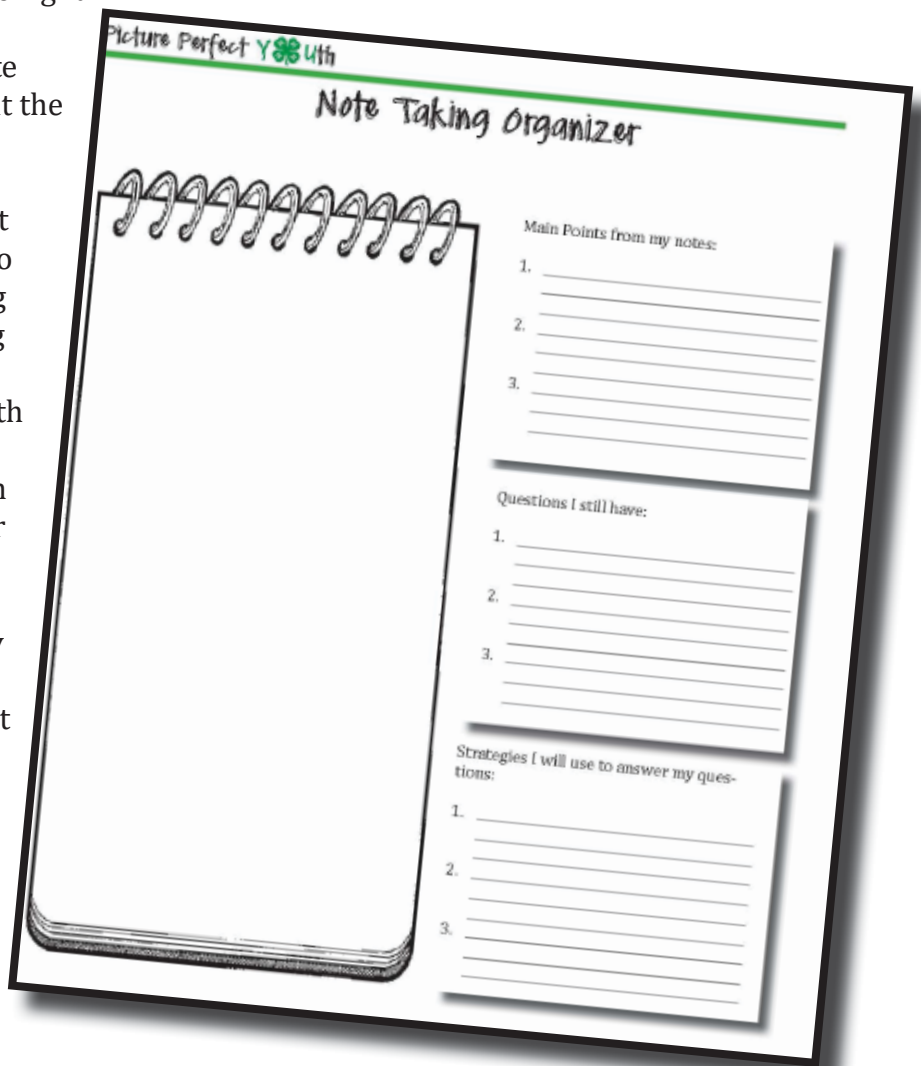 Picture Perfect Y🍀uth
Note Taking Organizer
the
Main Points from my notes:
1.
2.
3.
Questions I still have:
1.
2.
3.
Strategies I will use to answer my ques-
tions:
1.
2.
3.